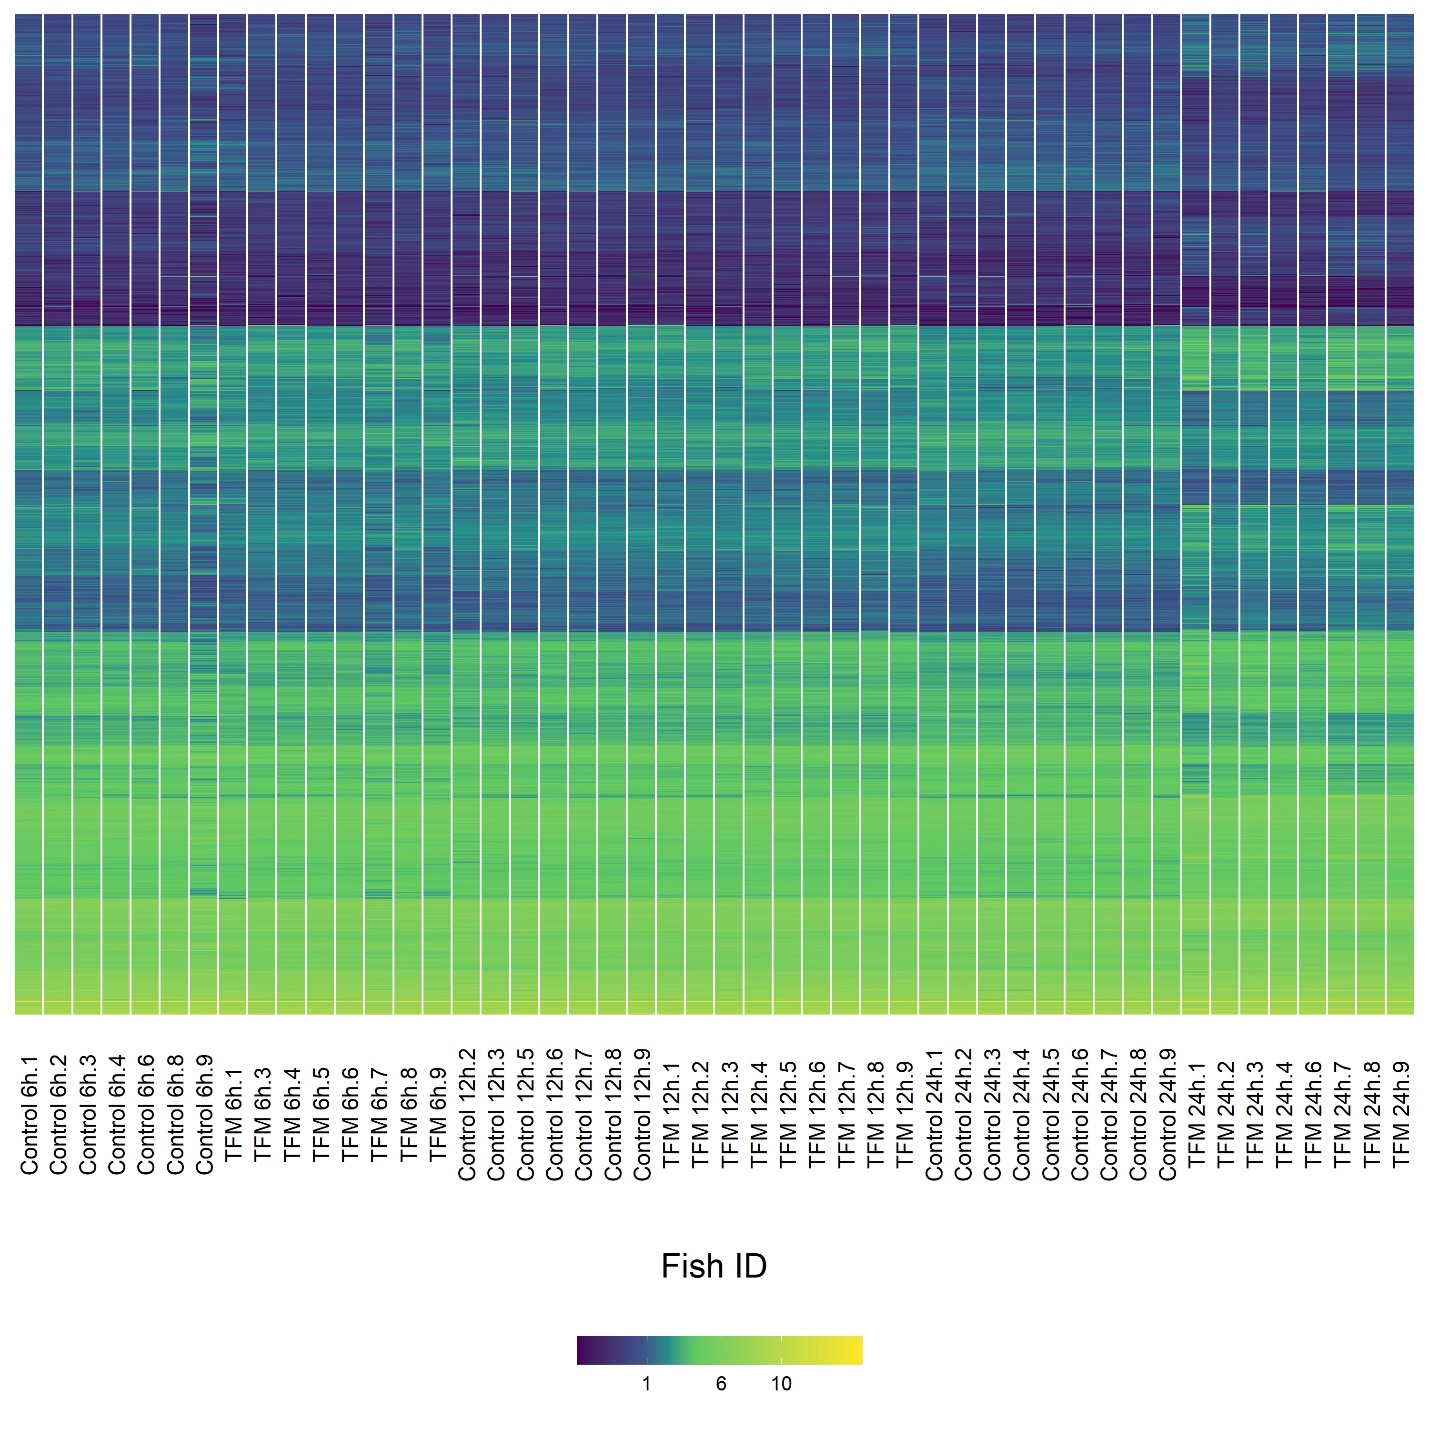 Control 6h.1
Control 6h.2
Control 6h.3
Control 6h.4
Control 6h.6
Control 6h.8
Control 6h.9
TFM 6h.1
TFM 6h.3
TFM 6h.4
TFM 6h.5
TFM 6h.6
TFM 6h.7
TFM 6h.8
TFM 6h.9
Control 12h.2
Control 12h.3
Control 12h.5
Control 12h.6
Control 12h.7
Control 12h.8
Control 12h.9
TFM 12h.1
TFM 12h.2
TFM 12h.3
TFM 12h.4
TFM 12h.5
TFM 12h.6
TFM 12h.7
TFM 12h.8
TFM 12h.9
Control 24h.1
Control 24h.2
Control 24h.3
Control 24h.4
Control 24h.5
Control 24h.6
Control 24h.7
Control 24h.8
Control 24h.9
TFM 24h.1
TFM 24h.2
TFM 24h.3
TFM 24h.4
TFM 24h.6
TFM 24h.7
TFM 24h.8
TFM 24h.9
Fish ID
1 6 10